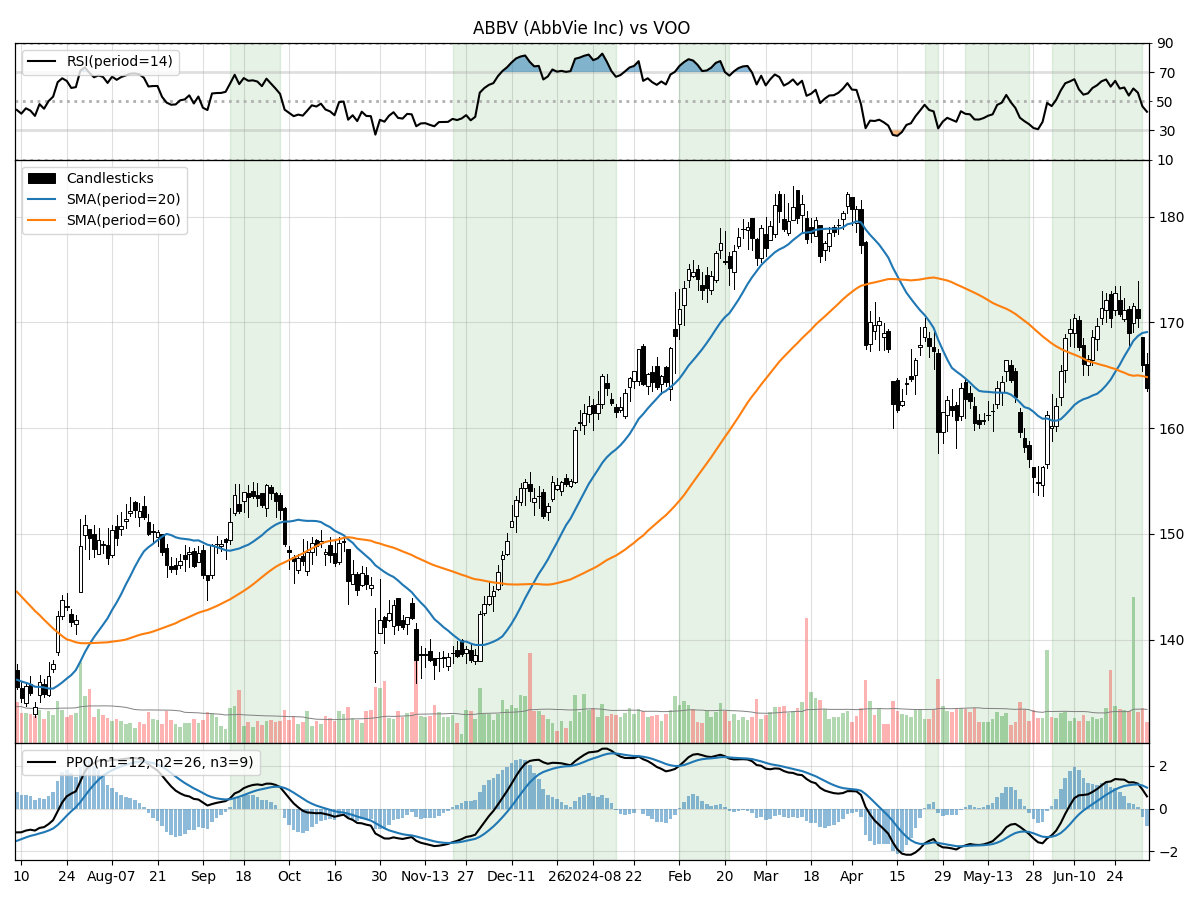 ABBV (AbbVie Inc) vs VOO
RSI(period=14)
90
70
50
30
10
Candlesticks
SMA(period=20)
SMA(period=60)
180
170
160
150
140
PPO(n1=12, n2=26, n3=9)
2
0
−2
10 24 Aug-07 21 Sep 18 Oct 16 30 Nov-13 27 Dec-11 26 2024-08 22 Feb 20 Mar 18 Apr 15 29 May-13 28 Jun-10 24